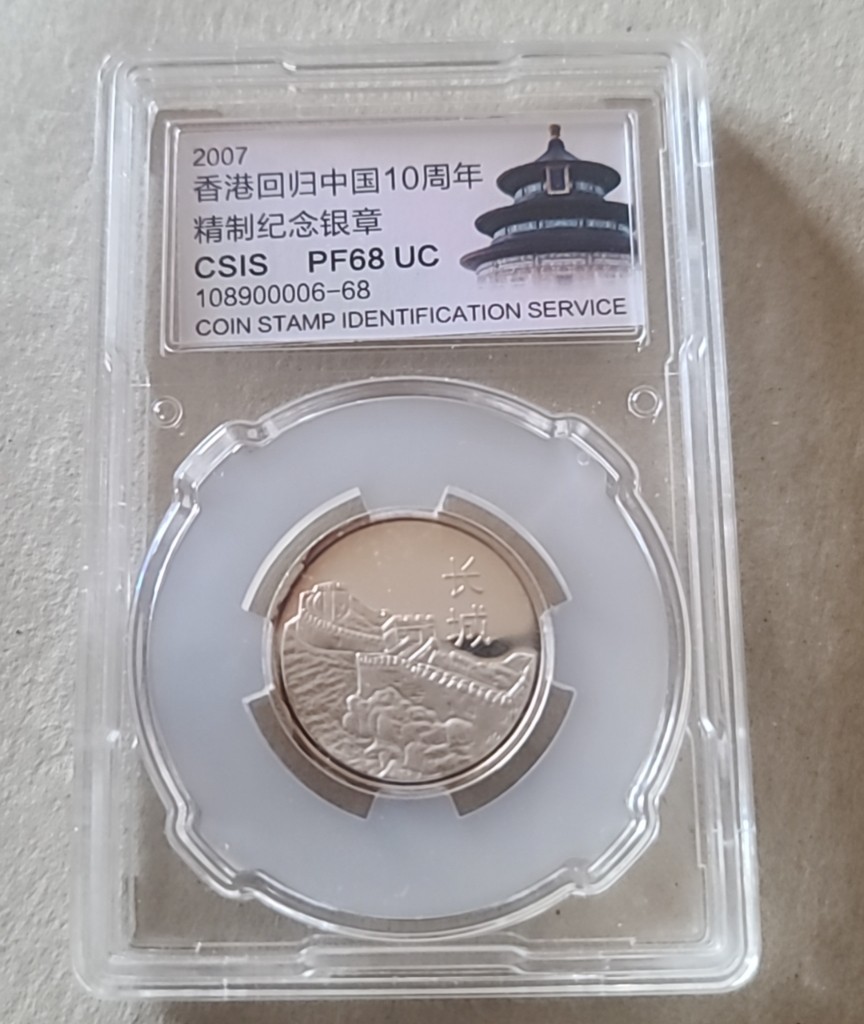 2007
香港回归中国10周年
精制纪念银章
CSIS PF68 UC
108900006-68
COIN STAMP IDENTIFICATION SERVICE
长城